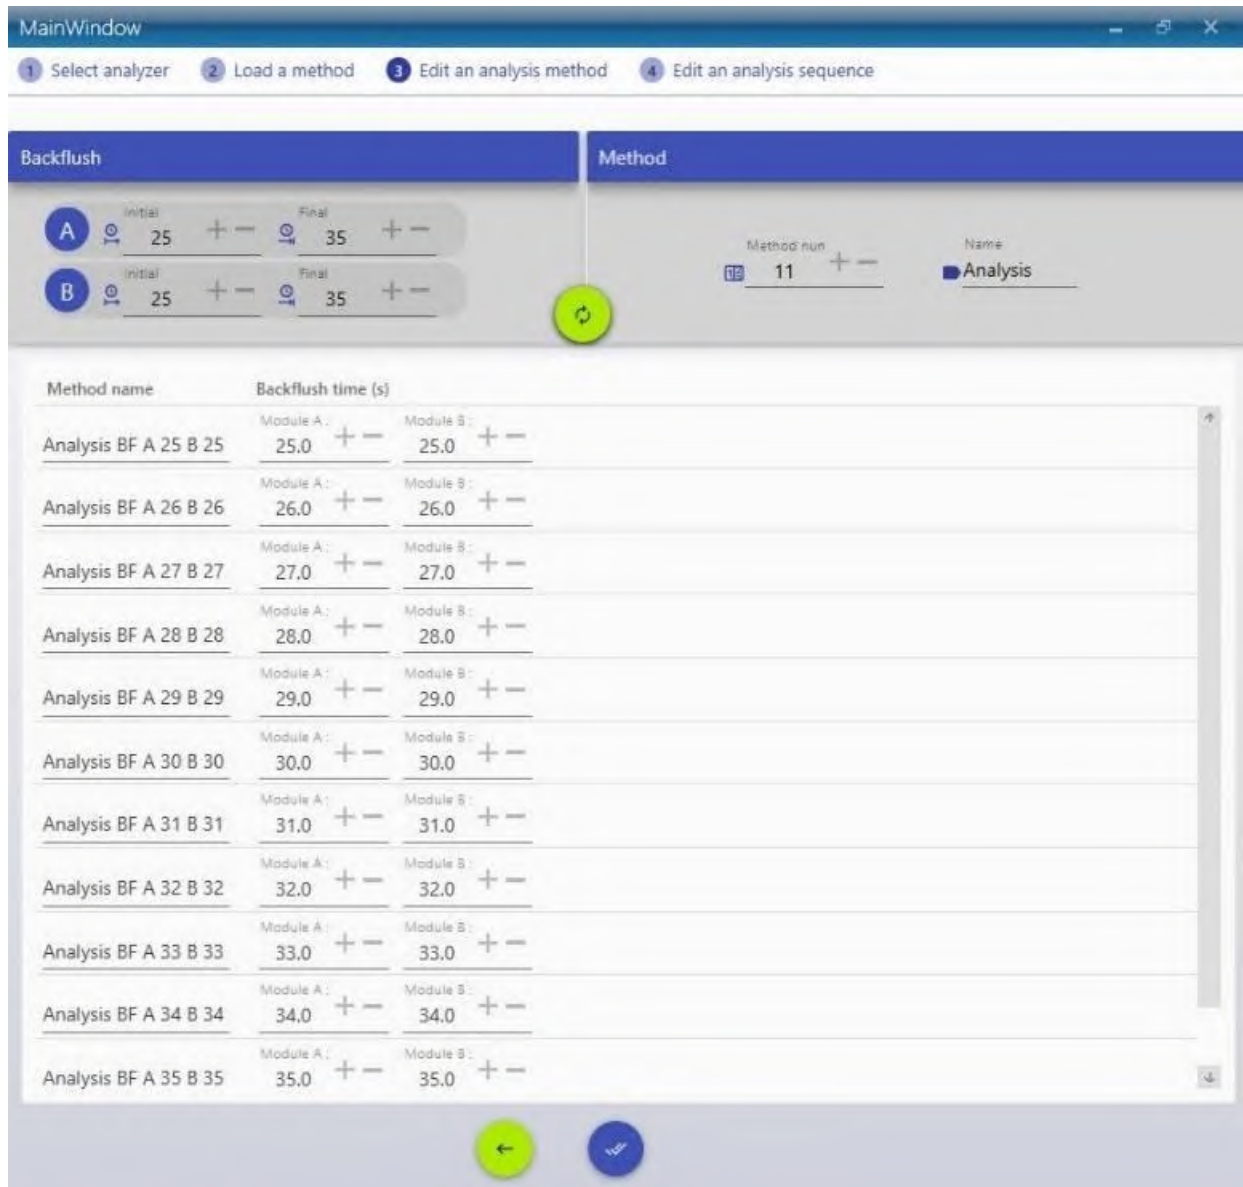 MainWindow
1 Select analyzer 2 Load a method 3 Edit an analysis method 4 Edit an analysis sequence
Backflush
Method
A Initial 25 Final 35
B Initial 25 Final 35
Method nun 11
Name Analysis
Method name Backflush time (s)
Analysis BF A 25 B 25 Module A : 25.0 Module B : 25.0
Analysis BF A 26 B 26 Module A : 26.0 Module B : 26.0
Analysis BF A 27 B 27 Module A : 27.0 Module B : 27.0
Analysis BF A 28 B 28 Module A : 28.0 Module B : 28.0
Analysis BF A 29 B 29 Module A : 29.0 Module B : 29.0
Analysis BF A 30 B 30 Module A : 30.0 Module B : 30.0
Analysis BF A 31 B 31 Module A : 31.0 Module B : 31.0
Analysis BF A 32 B 32 Module A : 32.0 Module B : 32.0
Analysis BF A 33 B 33 Module A : 33.0 Module B : 33.0
Analysis BF A 34 B 34 Module A : 34.0 Module B : 34.0
Analysis BF A 35 B 35 Module A : 35.0 Module B : 35.0